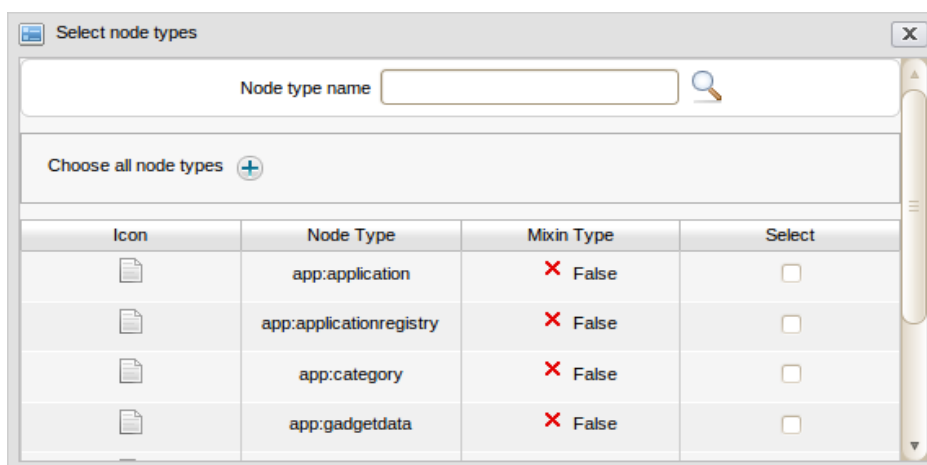 Select node types
Node type name
Choose all node types
Icon Node Type Mixin Type Select
app:application False
app:applicationregistry False
app:category False
app:gadgetdata False